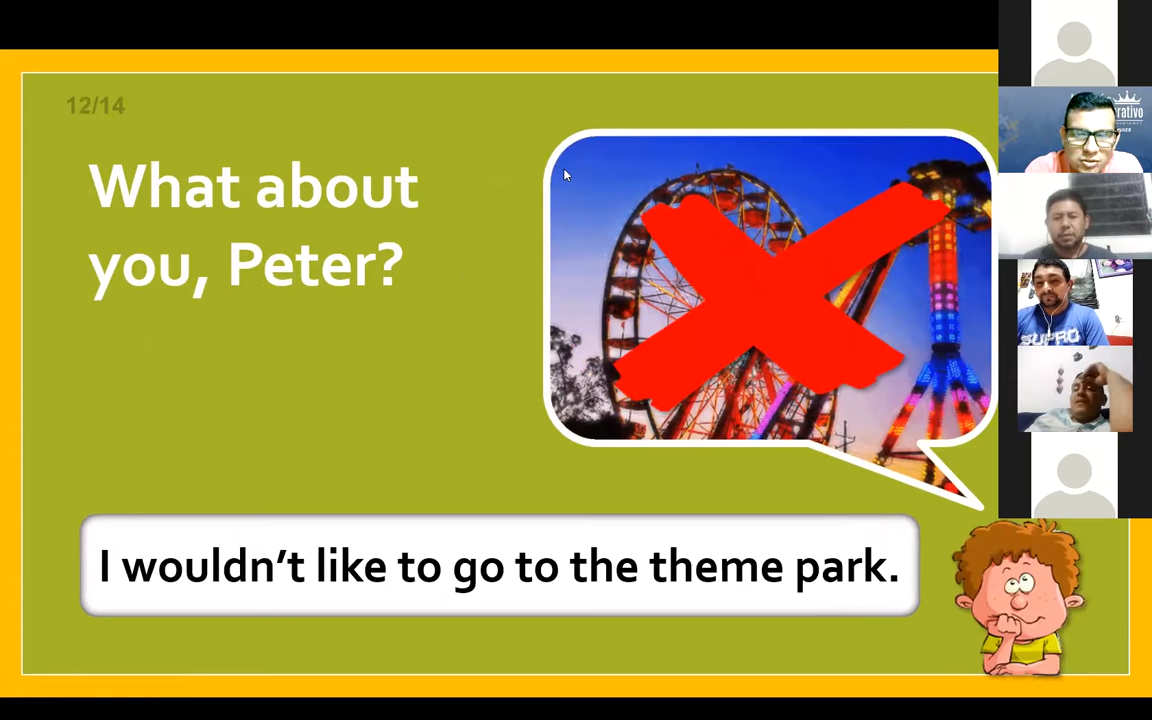 12/14
What about
you, Peter?
I wouldn't like to go to the theme park.
SUPRO